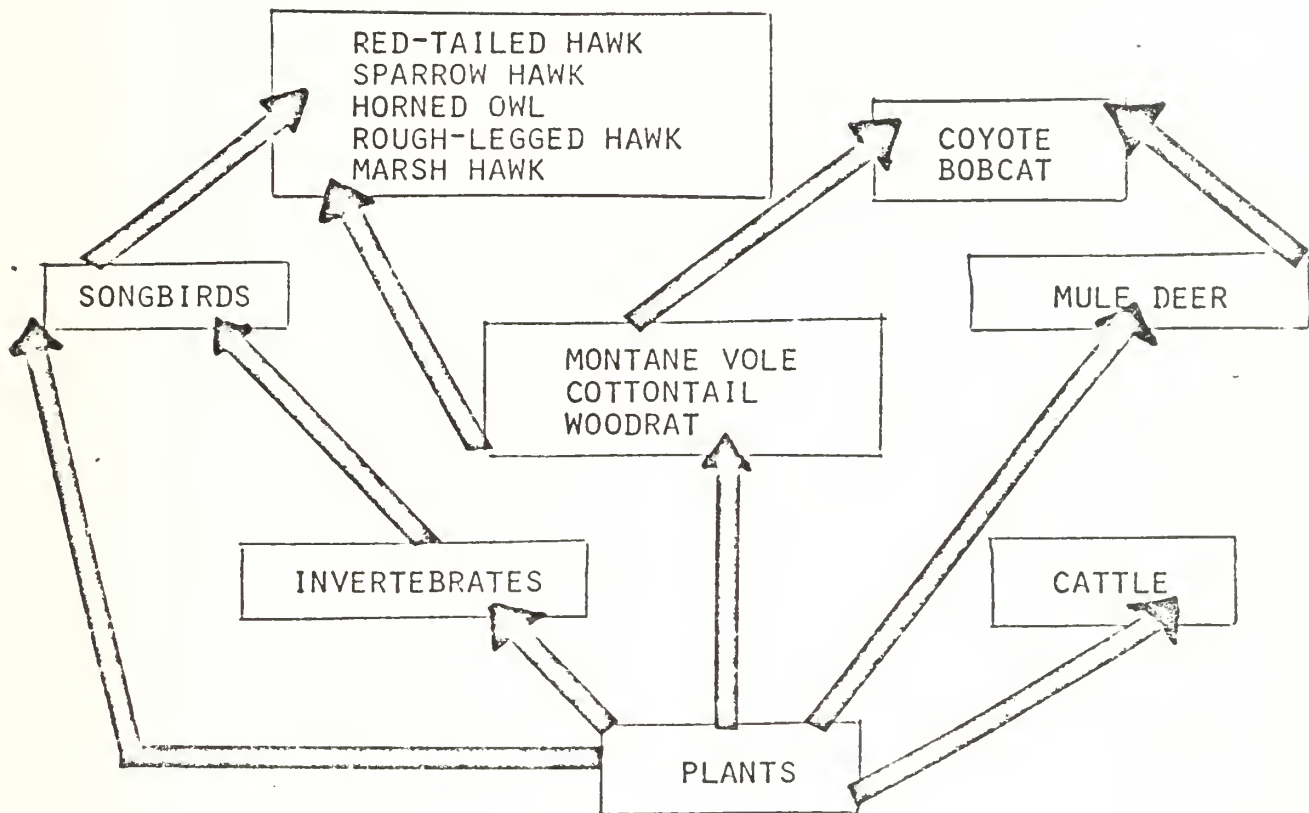 RED-TAILED HAWK
SPARROW HAWK
HORNED OWL
ROUGH-LEGGED HAWK
MARSH HAWK
COYOTE
BOBCAT
SONGBIRDS
MULE DEER
MONTANE VOLE
COTTONTAIL
WOODRAT
INVERTEBRATES
CATTLE
PLANTS